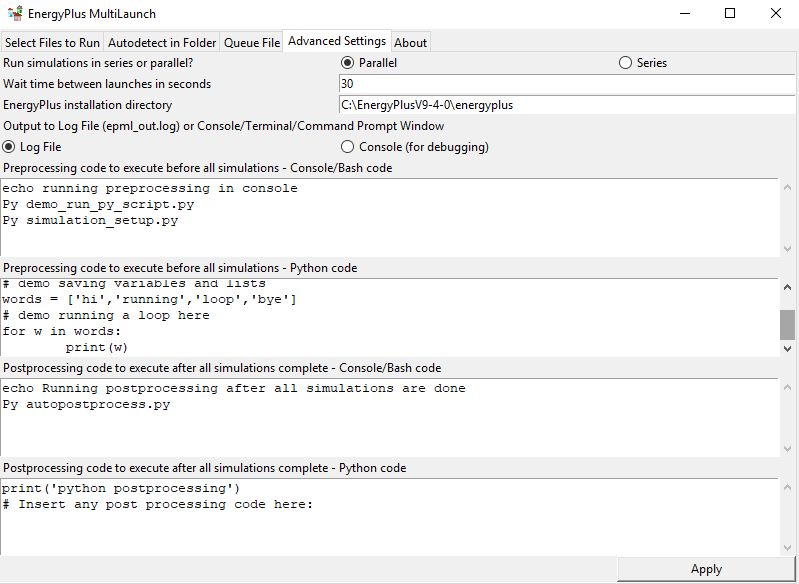 EnergyPlus MultiLaunch
Select Files to Run Autodetect in Folder Queue File Advanced Settings About
Run simulations in series or parallel? Parallel Series
Wait time between launches in seconds 30
EnergyPlus installation directory C:\EnergyPlusV9-4-0\energyplus
Output to Log File (epml_out.log) or Console/Terminal/Command Prompt Window
Log File Console (for debugging)
Preprocessing code to execute before all simulations - Console/Bash code
echo running preprocessing in console
Py demo_run_py_script.py
Py simulation_setup.py
Preprocessing code to execute before all simulations - Python code
# demo saving variables and lists
words = ['hi','running','loop','bye']
# demo running a loop here
for w in words:
        print(w)
Postprocessing code to execute after all simulations complete - Console/Bash code
echo Running postprocessing after all simulations are done
Py autopostprocess.py
Postprocessing code to execute after all simulations complete - Python code
print('python postprocessing')
# Insert any post processing code here:
Apply